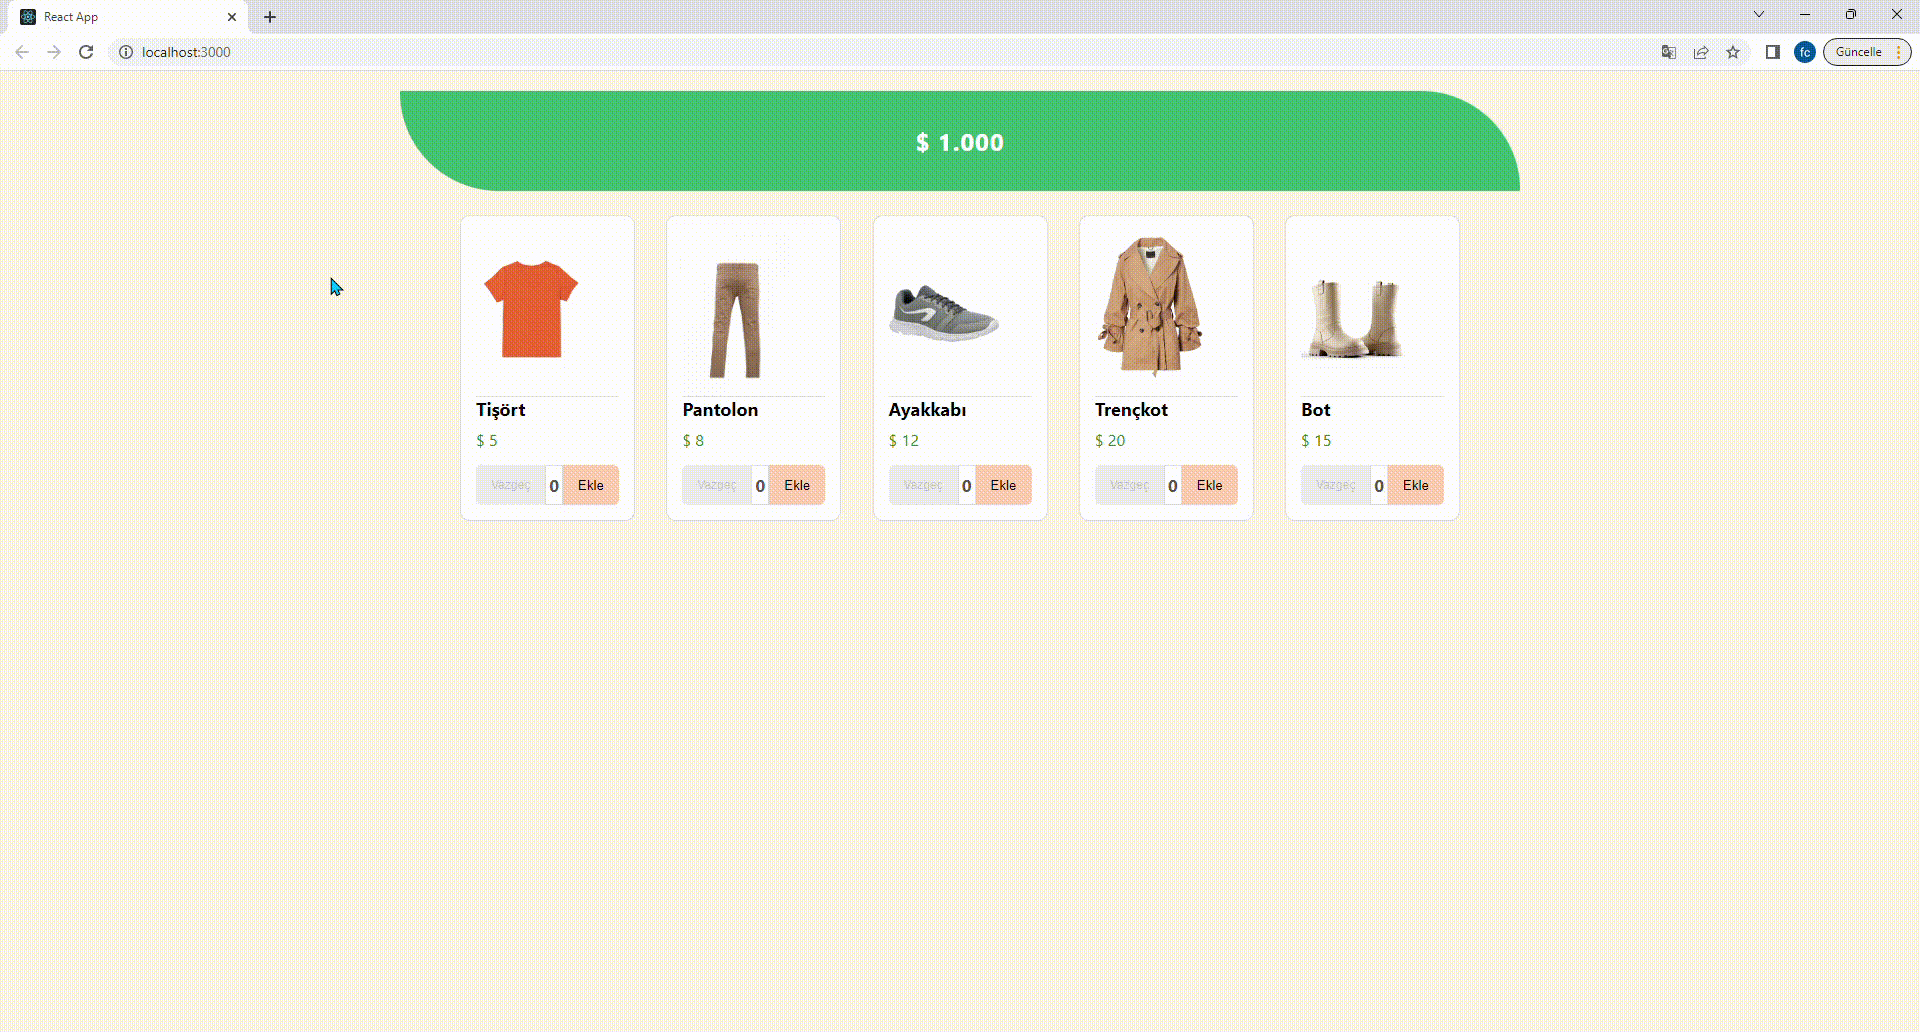 React App
localhost:3000
fc
Güncelle
$ 1.000
Tişört
$ 5
Vazgeç 0 Ekle
Pantolon
$ 8
Vazgeç 0 Ekle
Ayakkabı
$ 12
Vazgeç 0 Ekle
Trençkot
$ 20
Vazgeç 0 Ekle
Bot
$ 15
Vazgeç 0 Ekle